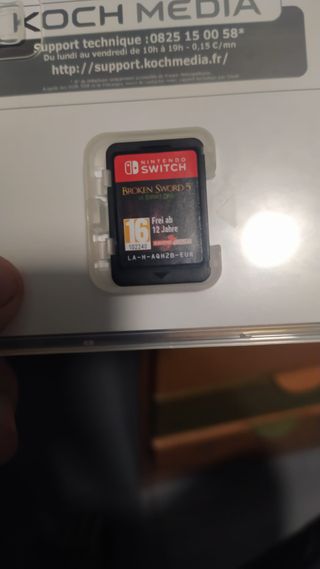 KOCH MEDIA
Support technique :0825 15 00 58*
Du lundi au vendredi de 10h à 19h - 0,15 C/mn
http://support.kochmedia.fr/
NINTENDO
SWITCH
BROKEN SWORD 5
16
Frei ab
12 Jahre
LA-H-AQH2B-EUR